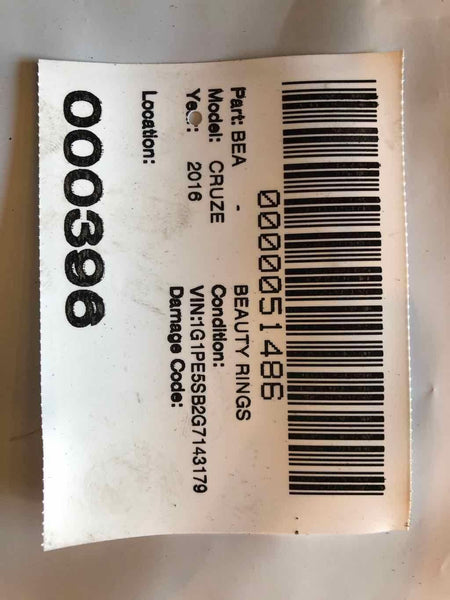 0000051486
Part: BEA - BEAUTY RINGS
Model: CRUZE Condition:
Year: 2016 VIN:1G1PE5SB2G7143179
Damage Code:
Location:
000396